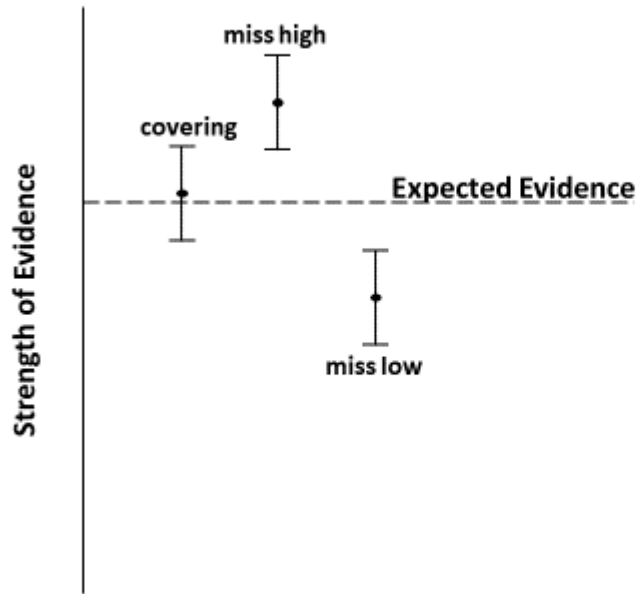 miss high
covering
Expected Evidence
miss low
Strength of Evidence